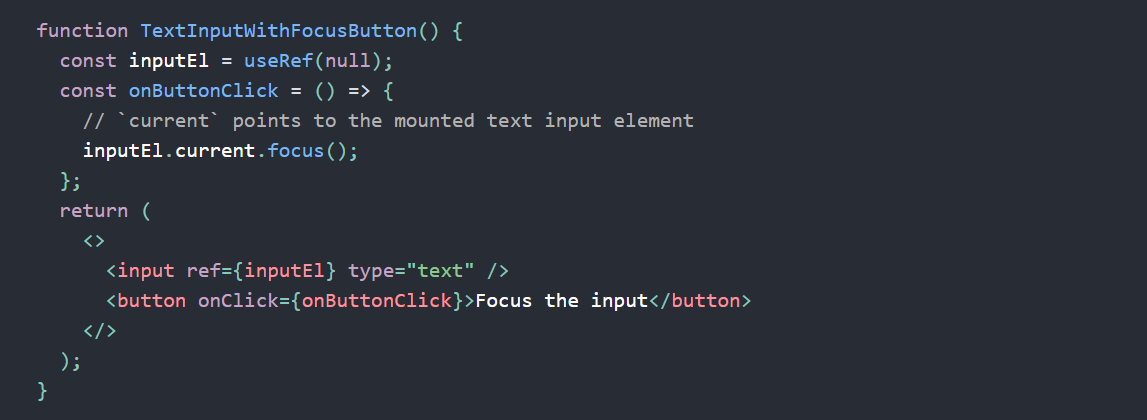 function TextInputWithFocusButton() {
  const inputEl = useRef(null);
  const onButtonClick = () => {
    // `current` points to the mounted text input element
    inputEl.current.focus();
  };
  return (
    <>
      <input ref={inputEl} type="text" />
      <button onClick={onButtonClick}>Focus the input</button>
    </>
  );
}